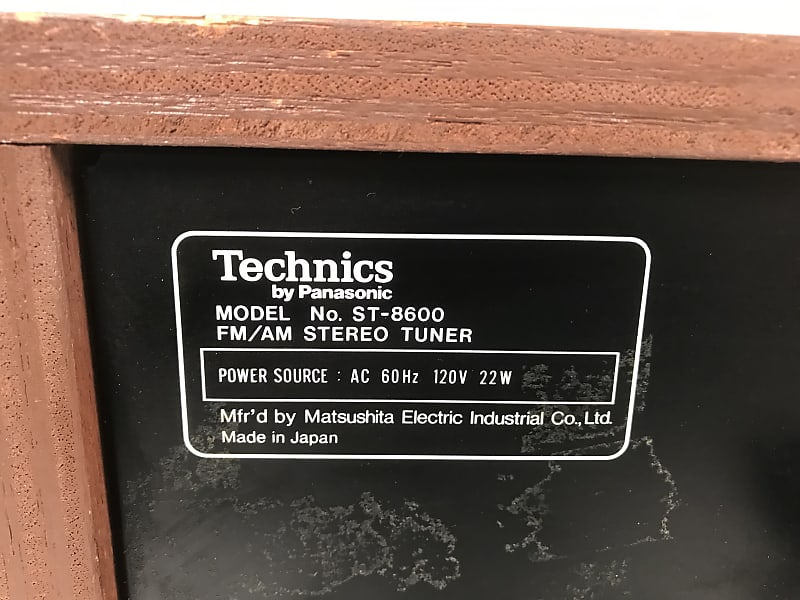 Technics
by Panasonic
MODEL No. ST-8600
FM/AM STEREO TUNER
POWER SOURCE : AC 60Hz 120V 22W
Mfr'd by Matsushita Electric Industrial Co., Ltd.
Made in Japan